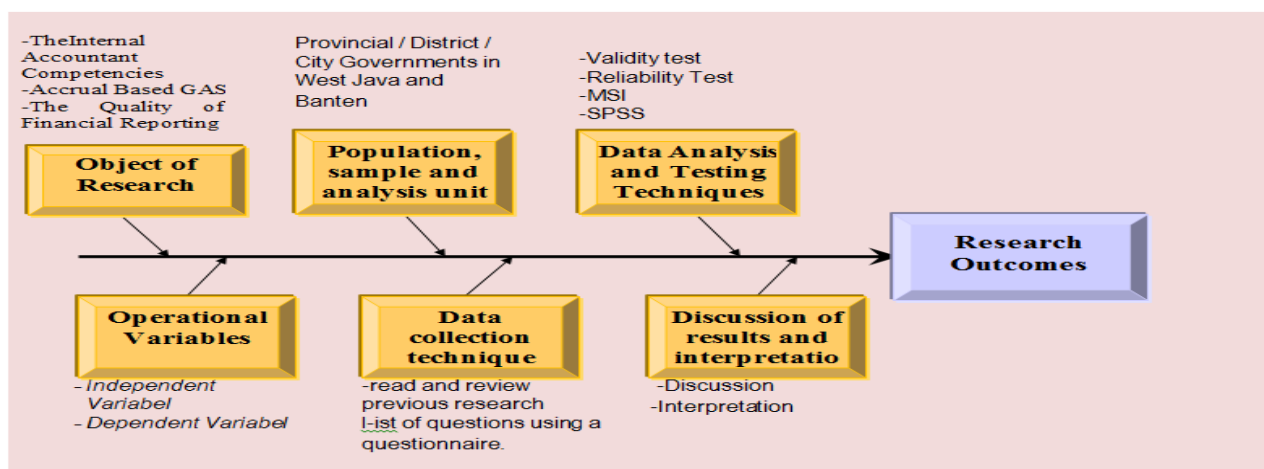 -TheInternal
Accountant
Competencies
-Accrual Based GAS
-The Quality of
Financial Reporting
Object of
Research
Provincial / District /
City Governments in
West Java and
Banten
Population,
sample and
analysis unit
-Validity test
-Reliability Test
-MSI
-SPSS
Data Analysis
and Testing
Techniques
Research
Outcomes
Operational
Variables
- Independent
Variabel
- Dependent Variabel
Data
collection
technique
-read and review
previous research
l-ist of questions using a
questionnaire.
Discussion of
results and
interpretatio
-Discussion
-Interpretation